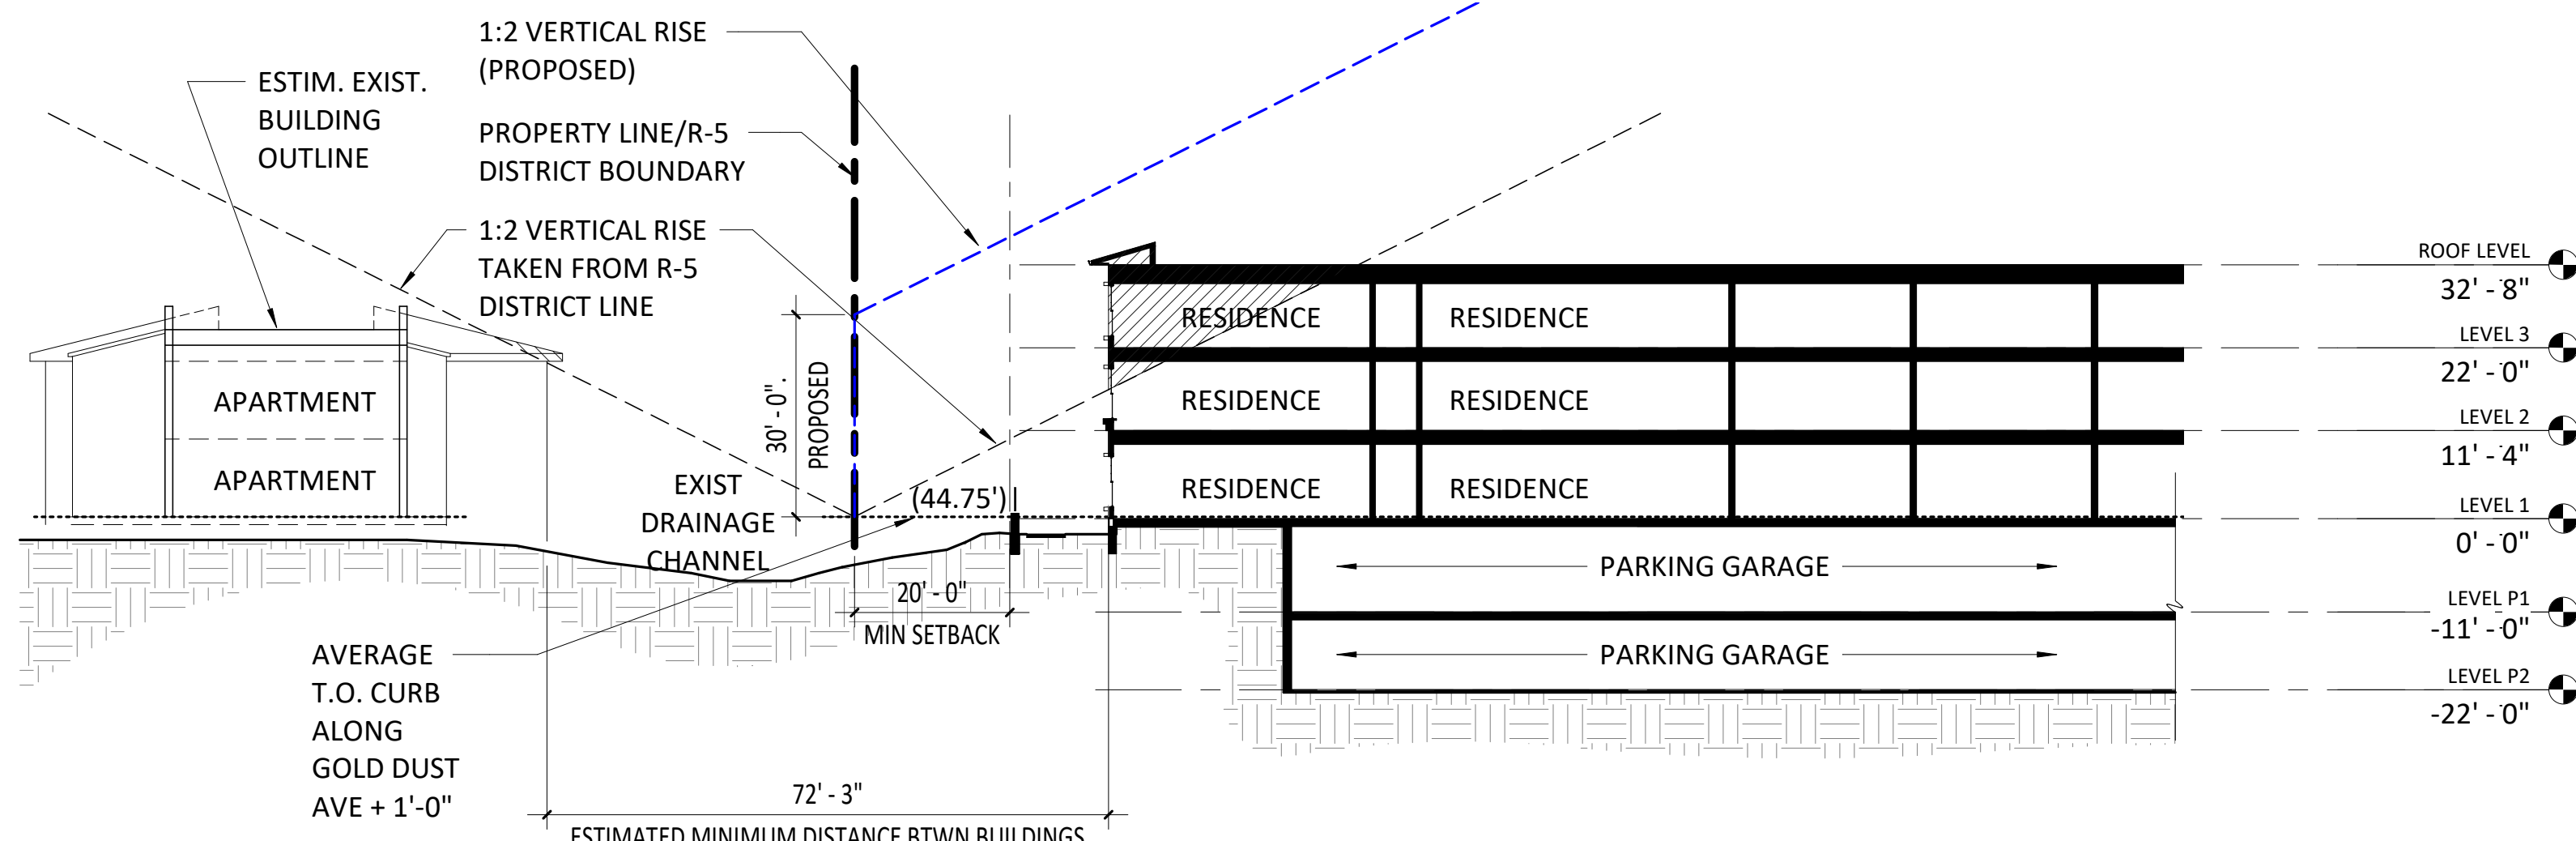 1:2 VERTICAL RISE
(PROPOSED)
ESTIM. EXIST.
BUILDING
OUTLINE
PROPERTY LINE/R-5
DISTRICT BOUNDARY
1:2 VERTICAL RISE
TAKEN FROM R-5
DISTRICT LINE
APARTMENT
APARTMENT
30' - 0" .
PROPOSED
EXIST
DRAINAGE
CHANNEL
(44.75')
20' - 0"
MIN SETBACK
AVERAGE
T.O. CURB
ALONG
GOLD DUST
AVE + 1'-0"
72' - 3"
ESTIMATED MINIMUM DISTANCE BTWN BUILDINGS
RESIDENCE RESIDENCE
RESIDENCE RESIDENCE
RESIDENCE RESIDENCE
PARKING GARAGE
PARKING GARAGE
ROOF LEVEL
32' - 8"
LEVEL 3
22' - 0"
LEVEL 2
11' - 4"
LEVEL 1
0' - 0"
LEVEL P1
-11' - 0"
LEVEL P2
-22' - 0"